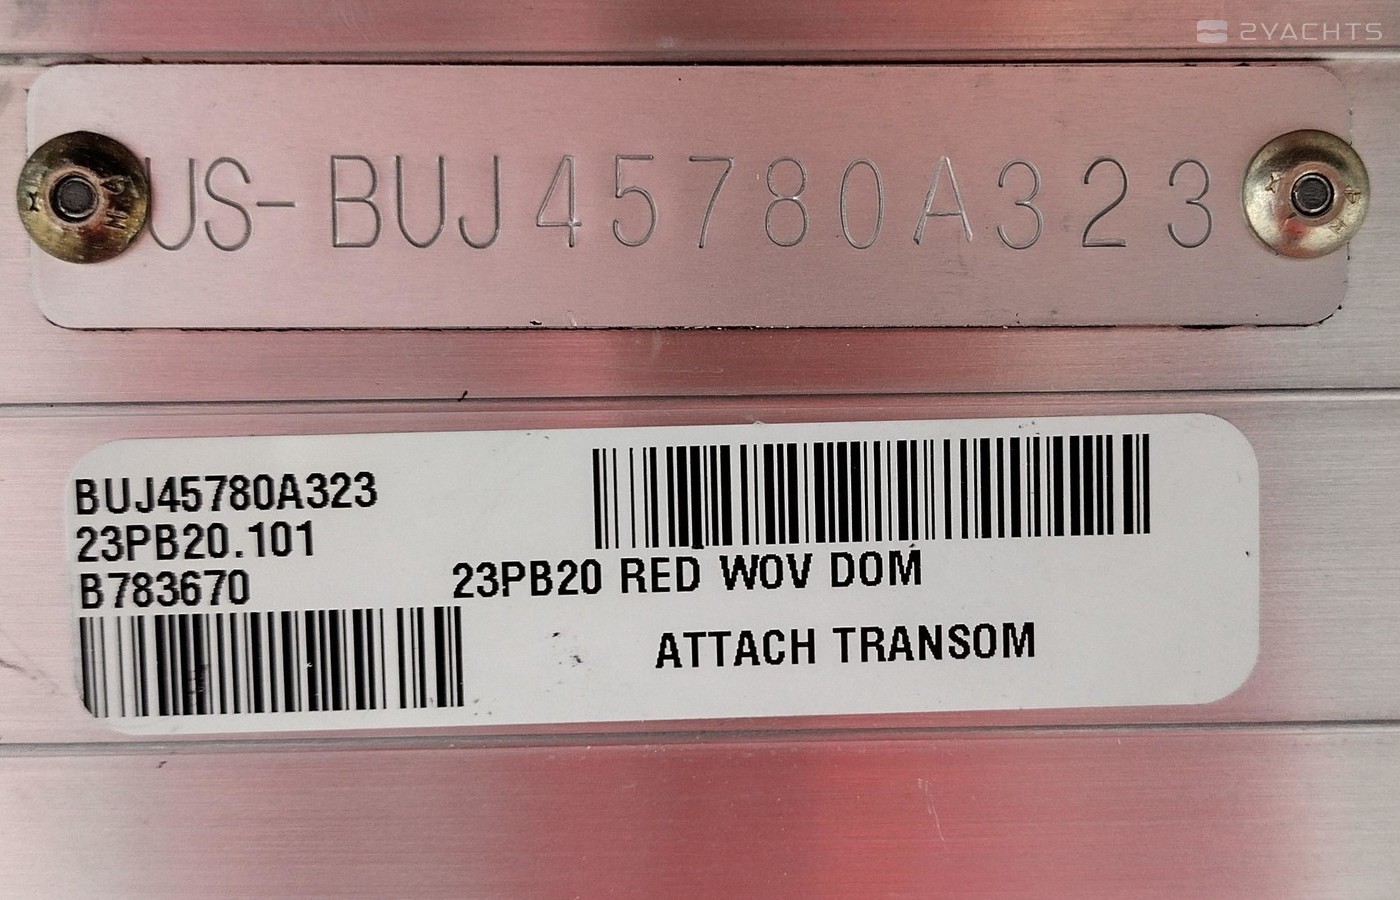 2YACHTS
US-BUJ45780A323
BUJ45780A323
23PB20.101
B783670
23PB20 RED WOV DOM
ATTACH TRANSOM